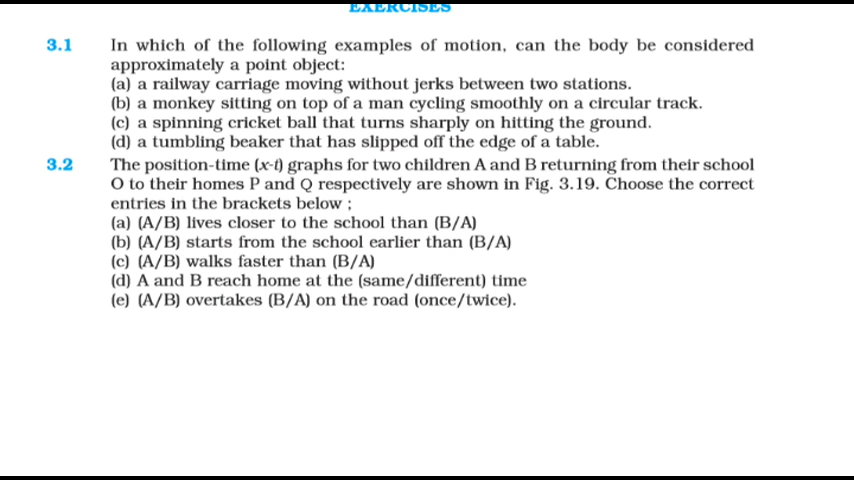 EXERCISES
3.1 In which of the following examples of motion, can the body be considered
approximately a point object:
(a) a railway carriage moving without jerks between two stations.
(b) a monkey sitting on top of a man cycling smoothly on a circular track.
(c) a spinning cricket ball that turns sharply on hitting the ground.
(d) a tumbling beaker that has slipped off the edge of a table.
3.2 The position-time (x-t) graphs for two children A and B returning from their school
O to their homes P and Q respectively are shown in Fig. 3.19. Choose the correct
entries in the brackets below ;
(a) (A/B) lives closer to the school than (B/A)
(b) (A/B) starts from the school earlier than (B/A)
(c) (A/B) walks faster than (B/A)
(d) A and B reach home at the (same/different) time
(e) (A/B) overtakes (B/A) on the road (once/twice).